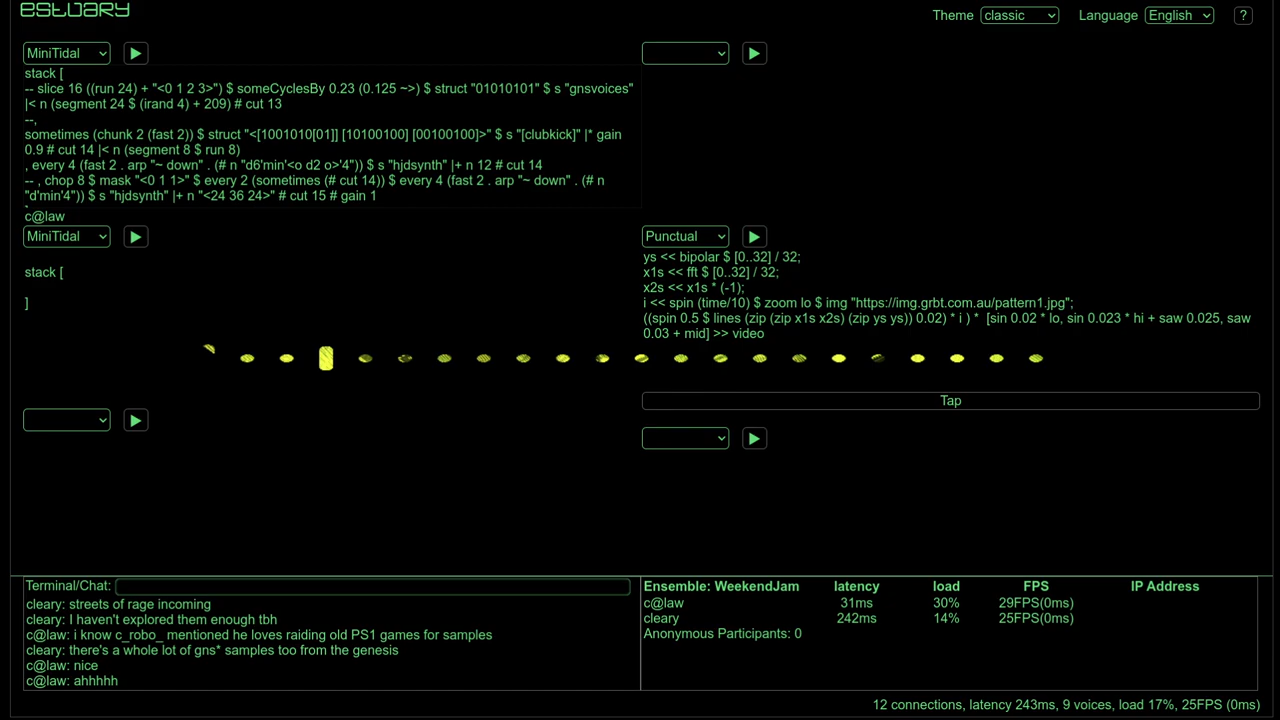 estuary
Theme classic Language English ?
MiniTidal
stack [
-- slice 16 ((run 24) + "<0 1 2 3>") $ someCyclesBy 0.23 (0.125 ~>) $ struct "01010101" $ s "gnsvoices"
|< n (segment 24 $ (irand 4) + 209) # cut 13
--,
sometimes (chunk 2 (fast 2)) $ struct "<[1001010[01]] [10100100] [00100100]>" $ s "[clubkick]" |* gain
0.9 # cut 14 |< n (segment 8 $ run 8)
, every 4 (fast 2 . arp "~ down" . (# n "d6'min'<o d2 o>'4")) $ s "hjdsynth" |+ n 12 # cut 14
-- , chop 8 $ mask "<0 1 1>" $ every 2 (sometimes (# cut 14)) $ every 4 (fast 2 . arp "~ down" . (# n
"d'min'4")) $ s "hjdsynth" |+ n "<24 36 24>" # cut 15 # gain 1
c@law
MiniTidal
stack [
]
Punctual
ys << bipolar $ [0..32] / 32;
x1s << fft $ [0..32] / 32;
x2s << x1s * (-1);
i << spin (time/10) $ zoom lo $ img "https://img.grbt.com.au/pattern1.jpg";
((spin 0.5 $ lines (zip (zip x1s x2s) (zip ys ys)) 0.02) * i ) * [sin 0.02 * lo, sin 0.023 * hi + saw 0.025, saw
0.03 + mid] >> video
Tap
Terminal/Chat:
cleary: streets of rage incoming
cleary: I haven't explored them enough tbh
c@law: i know c_robo_ mentioned he loves raiding old PS1 games for samples
cleary: there's a whole lot of gns* samples too from the genesis
c@law: nice
c@law: ahhhhh
Ensemble: WeekendJam latency load FPS IP Address
c@law 31ms 30% 29FPS(0ms)
cleary 242ms 14% 25FPS(0ms)
Anonymous Participants: 0
12 connections, latency 243ms, 9 voices, load 17%, 25FPS (0ms)